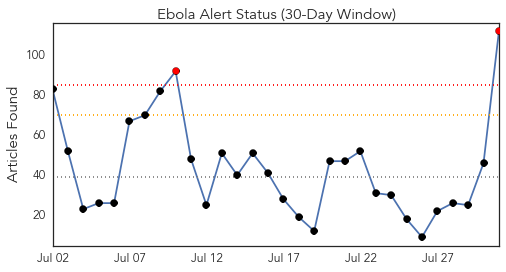 Ebola Alert Status (30-Day Window)
Articles Found
100
80
60
40
20
Jul 02 Jul 07 Jul 12 Jul 17 Jul 22 Jul 27